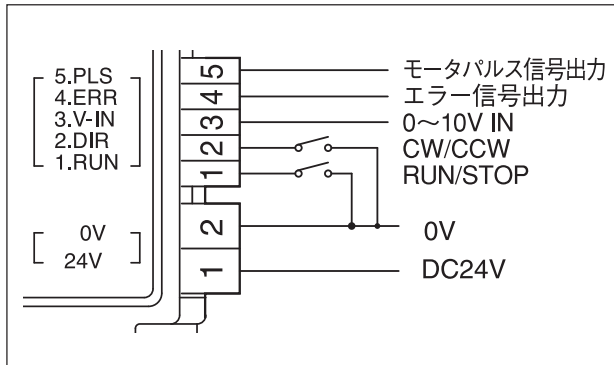 5.PLS
4.ERR
3.V-IN
2.DIR
1.RUN
0V
24V
5
4
3
2
1
2
1
モータパルス信号出力
エラー信号出力
0〜10V IN
CW/CCW
RUN/STOP
0V
DC24V